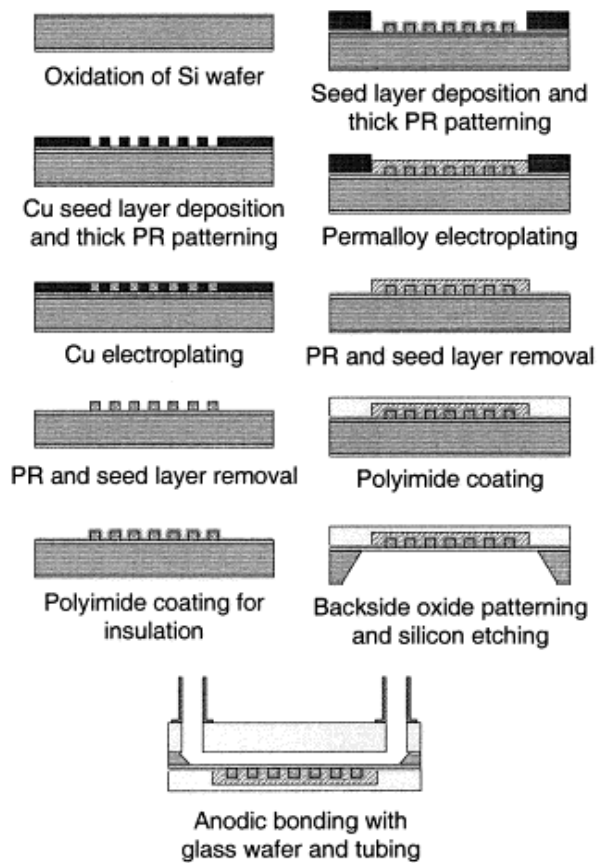 Oxidation of Si wafer
Cu seed layer deposition
and thick PR patterning
Cu electroplating
PR and seed layer removal
Polyimide coating for
insulation
Seed layer deposition and
thick PR patterning
Permalloy electroplating
PR and seed layer removal
Polyimide coating
Backside oxide patterning
and silicon etching
Anodic bonding with
glass wafer and tubing